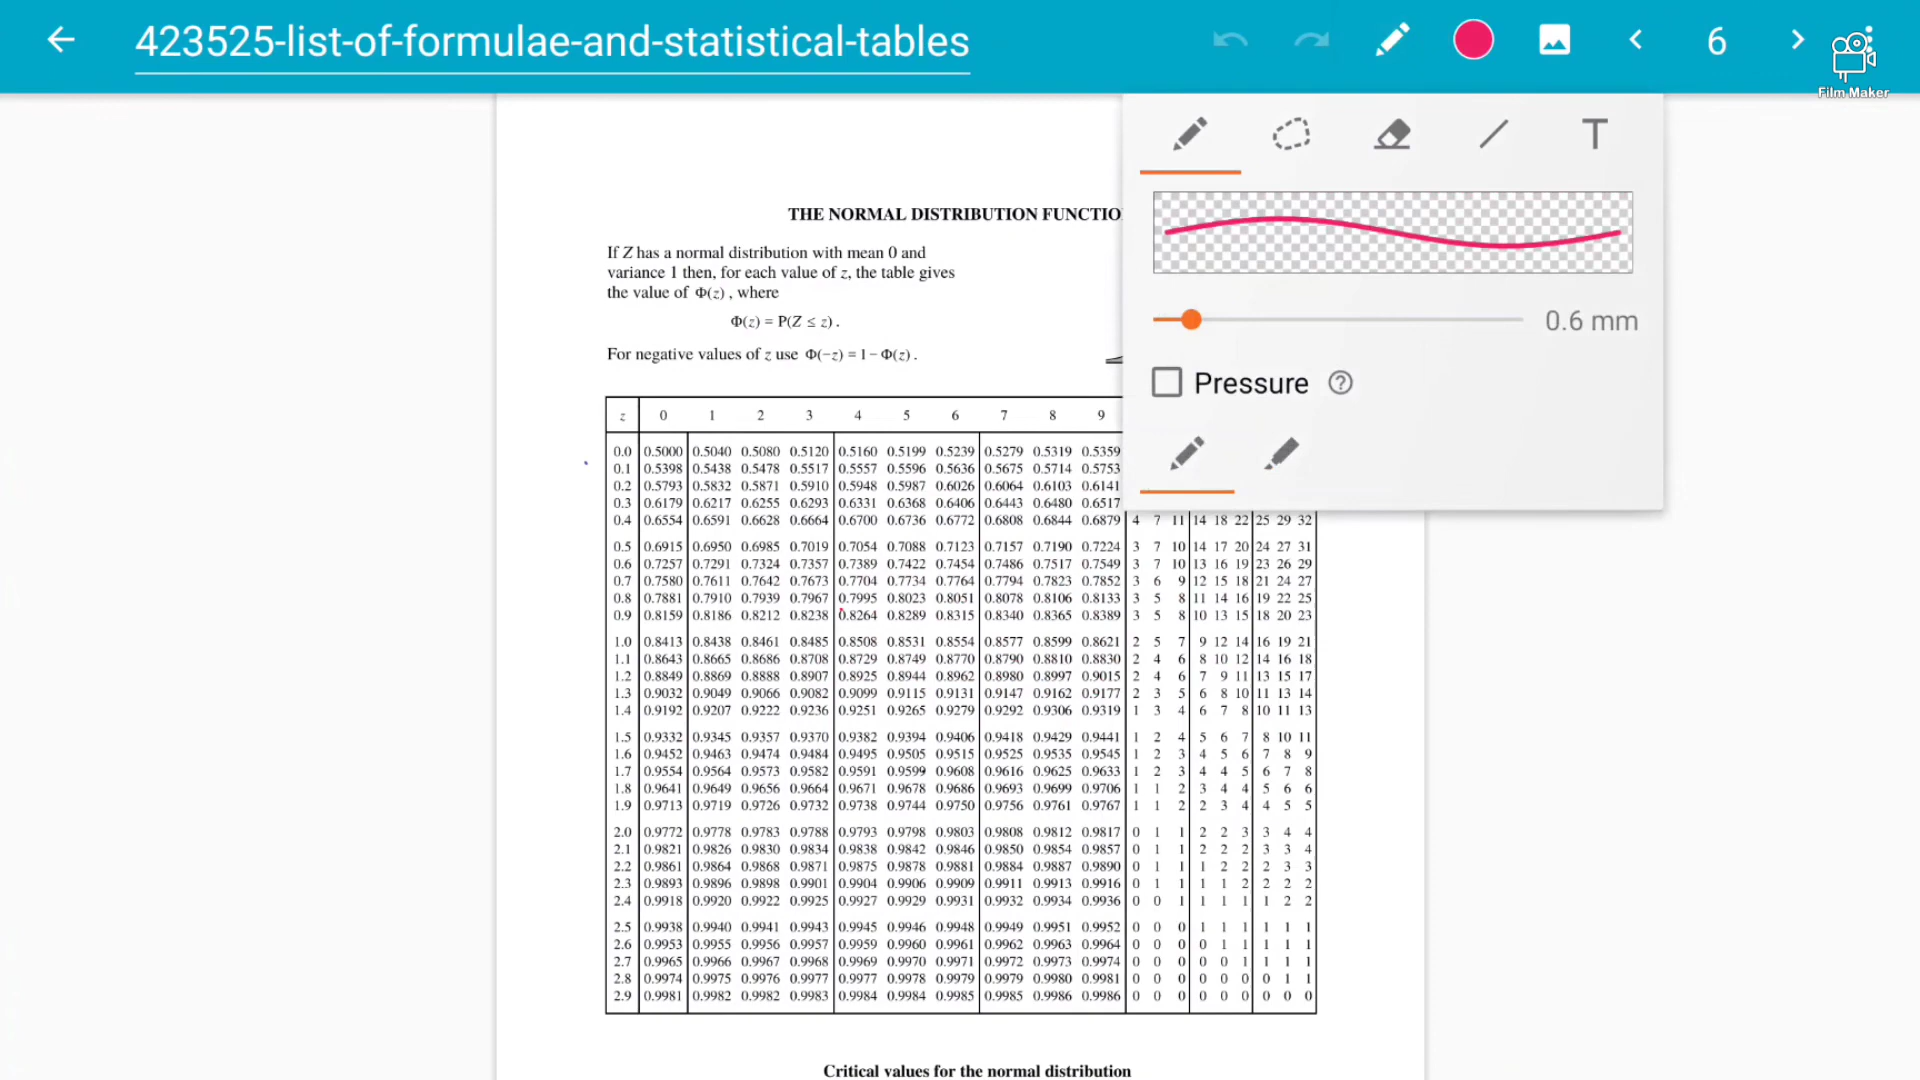 423525-list-of-formulae-and-statistical-tables
6
Film Maker
T
0.6 mm
Pressure
THE NORMAL DISTRIBUTION FUNCTIO
If Z has a normal distribution with mean 0 and
variance 1 then, for each value of z, the table gives
the value of Φ(z) , where
Φ(z) = P(Z ≤ z) .
For negative values of z use Φ(−z) = 1 − Φ(z) .
z 0 1 2 3 4 5 6 7 8 9
0.0 0.5000 0.5040 0.5080 0.5120 0.5160 0.5199 0.5239 0.5279 0.5319 0.5359
0.1 0.5398 0.5438 0.5478 0.5517 0.5557 0.5596 0.5636 0.5675 0.5714 0.5753
0.2 0.5793 0.5832 0.5871 0.5910 0.5948 0.5987 0.6026 0.6064 0.6103 0.6141
0.3 0.6179 0.6217 0.6255 0.6293 0.6331 0.6368 0.6406 0.6443 0.6480 0.6517
0.4 0.6554 0.6591 0.6628 0.6664 0.6700 0.6736 0.6772 0.6808 0.6844 0.6879 4 7 11 14 18 22 25 29 32
0.5 0.6915 0.6950 0.6985 0.7019 0.7054 0.7088 0.7123 0.7157 0.7190 0.7224 3 7 10 14 17 20 24 27 31
0.6 0.7257 0.7291 0.7324 0.7357 0.7389 0.7422 0.7454 0.7486 0.7517 0.7549 3 7 10 13 16 19 23 26 29
0.7 0.7580 0.7611 0.7642 0.7673 0.7704 0.7734 0.7764 0.7794 0.7823 0.7852 3 6 9 12 15 18 21 24 27
0.8 0.7881 0.7910 0.7939 0.7967 0.7995 0.8023 0.8051 0.8078 0.8106 0.8133 3 5 8 11 14 16 19 22 25
0.9 0.8159 0.8186 0.8212 0.8238 0.8264 0.8289 0.8315 0.8340 0.8365 0.8389 3 5 8 10 13 15 18 20 23
1.0 0.8413 0.8438 0.8461 0.8485 0.8508 0.8531 0.8554 0.8577 0.8599 0.8621 2 5 7 9 12 14 16 19 21
1.1 0.8643 0.8665 0.8686 0.8708 0.8729 0.8749 0.8770 0.8790 0.8810 0.8830 2 4 6 8 10 12 14 16 18
1.2 0.8849 0.8869 0.8888 0.8907 0.8925 0.8944 0.8962 0.8980 0.8997 0.9015 2 4 6 7 9 11 13 15 17
1.3 0.9032 0.9049 0.9066 0.9082 0.9099 0.9115 0.9131 0.9147 0.9162 0.9177 2 3 5 6 8 10 11 13 14
1.4 0.9192 0.9207 0.9222 0.9236 0.9251 0.9265 0.9279 0.9292 0.9306 0.9319 1 3 4 6 7 8 10 11 13
1.5 0.9332 0.9345 0.9357 0.9370 0.9382 0.9394 0.9406 0.9418 0.9429 0.9441 1 2 4 5 6 7 8 10 11
1.6 0.9452 0.9463 0.9474 0.9484 0.9495 0.9505 0.9515 0.9525 0.9535 0.9545 1 2 3 4 5 6 7 8 9
1.7 0.9554 0.9564 0.9573 0.9582 0.9591 0.9599 0.9608 0.9616 0.9625 0.9633 1 2 3 4 4 5 6 7 8
1.8 0.9641 0.9649 0.9656 0.9664 0.9671 0.9678 0.9686 0.9693 0.9699 0.9706 1 1 2 3 4 4 5 6 6
1.9 0.9713 0.9719 0.9726 0.9732 0.9738 0.9744 0.9750 0.9756 0.9761 0.9767 1 1 2 2 3 4 4 5 5
2.0 0.9772 0.9778 0.9783 0.9788 0.9793 0.9798 0.9803 0.9808 0.9812 0.9817 0 1 1 2 2 3 3 4 4
2.1 0.9821 0.9826 0.9830 0.9834 0.9838 0.9842 0.9846 0.9850 0.9854 0.9857 0 1 1 2 2 2 3 3 4
2.2 0.9861 0.9864 0.9868 0.9871 0.9875 0.9878 0.9881 0.9884 0.9887 0.9890 0 1 1 1 2 2 2 3 3
2.3 0.9893 0.9896 0.9898 0.9901 0.9904 0.9906 0.9909 0.9911 0.9913 0.9916 0 1 1 1 1 2 2 2 2
2.4 0.9918 0.9920 0.9922 0.9925 0.9927 0.9929 0.9931 0.9932 0.9934 0.9936 0 0 1 1 1 1 1 2 2
2.5 0.9938 0.9940 0.9941 0.9943 0.9945 0.9946 0.9948 0.9949 0.9951 0.9952 0 0 0 1 1 1 1 1 1
2.6 0.9953 0.9955 0.9956 0.9957 0.9959 0.9960 0.9961 0.9962 0.9963 0.9964 0 0 0 0 1 1 1 1 1
2.7 0.9965 0.9966 0.9967 0.9968 0.9969 0.9970 0.9971 0.9972 0.9973 0.9974 0 0 0 0 0 1 1 1 1
2.8 0.9974 0.9975 0.9976 0.9977 0.9977 0.9978 0.9979 0.9979 0.9980 0.9981 0 0 0 0 0 0 0 1 1
2.9 0.9981 0.9982 0.9982 0.9983 0.9984 0.9984 0.9985 0.9985 0.9986 0.9986 0 0 0 0 0 0 0 0 0
Critical values for the normal distribution